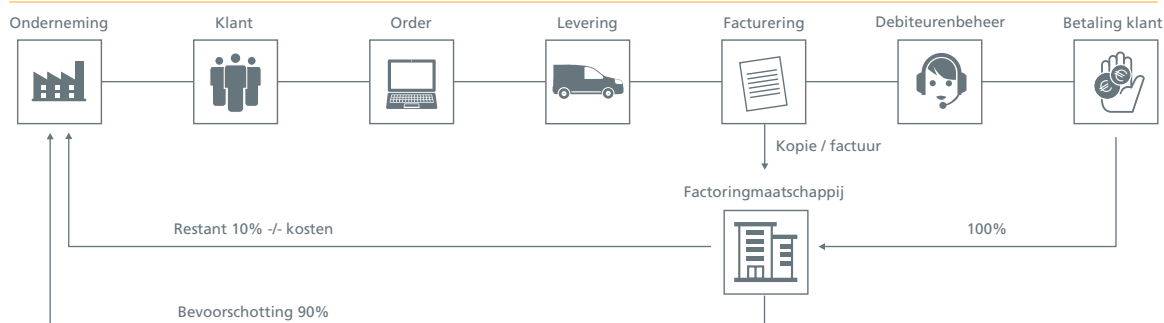 Onderneming
Klant
Order
Levering
Facturering
Debiteurenbeheer
Betaling klant
Kopie / factuur
Factoringmaatschappij
Restant 10% -/- kosten
100%
Bevoorschotting 90%